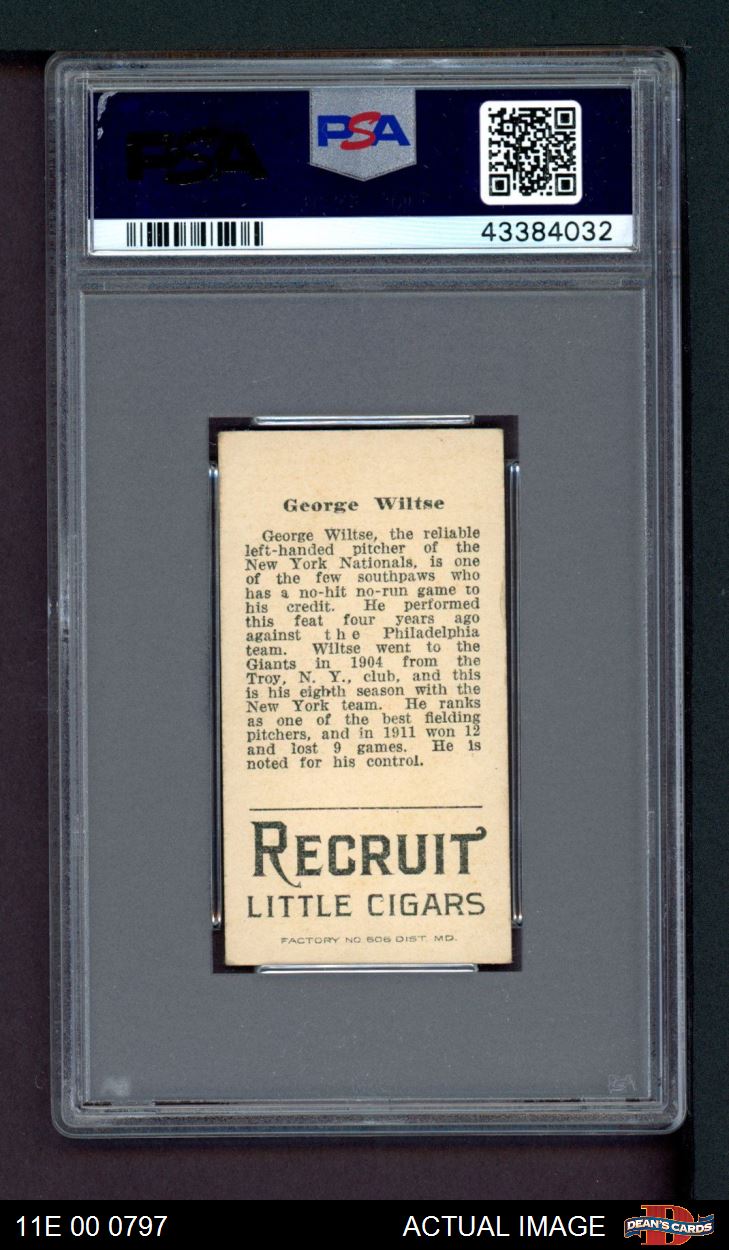 PSA
PSA
43384032
George Wiltse
George Wiltse, the reliable
left-handed pitcher of the
New York Nationals, is one
of the few southpaws who
has a no-hit no-run game to
his credit. He performed
this feat four years ago
against the Philadelphia
team. Wiltse went to the
Giants in 1904 from the
Troy, N. Y., club, and this
is his eighth season with the
New York team. He ranks
as one of the best fielding
pitchers, and in 1911 won 12
and lost 9 games. He is
noted for his control.
RECRUIT
LITTLE CIGARS
FACTORY NO 606 DIST. MD.
11E 00 0797
ACTUAL IMAGE
DEAN'S CARDS